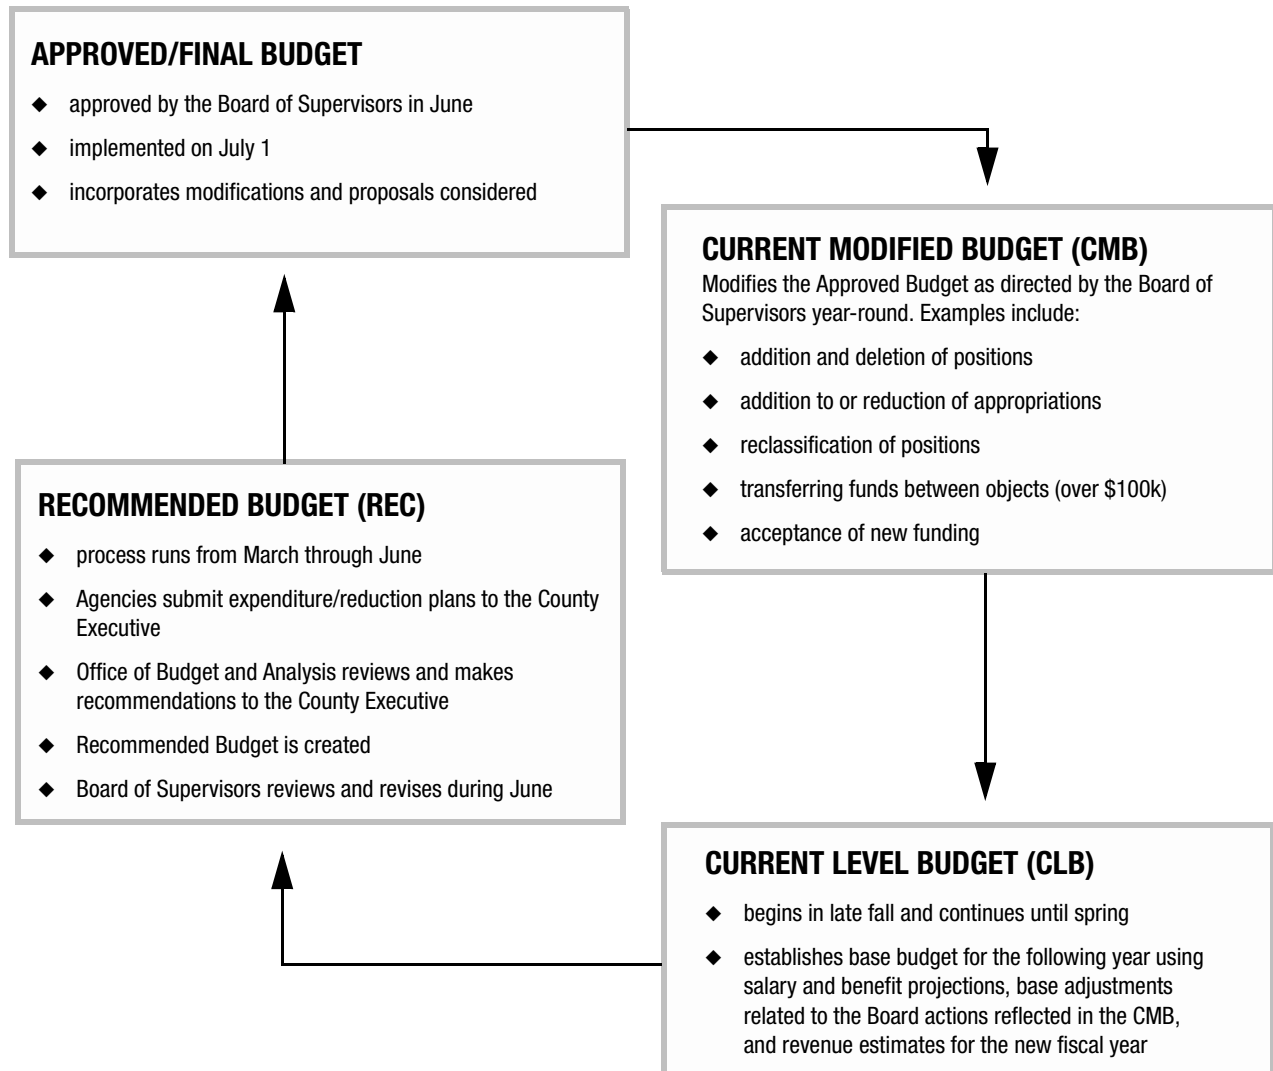 APPROVED/FINAL BUDGET
◆ approved by the Board of Supervisors in June
◆ implemented on July 1
◆ incorporates modifications and proposals considered
CURRENT MODIFIED BUDGET (CMB)
Modifies the Approved Budget as directed by the Board of
Supervisors year-round. Examples include:
◆ addition and deletion of positions
◆ addition to or reduction of appropriations
◆ reclassification of positions
◆ transferring funds between objects (over $100k)
◆ acceptance of new funding
RECOMMENDED BUDGET (REC)
◆ process runs from March through June
◆ Agencies submit expenditure/reduction plans to the County
Executive
◆ Office of Budget and Analysis reviews and makes
recommendations to the County Executive
◆ Recommended Budget is created
◆ Board of Supervisors reviews and revises during June
CURRENT LEVEL BUDGET (CLB)
◆ begins in late fall and continues until spring
◆ establishes base budget for the following year using
salary and benefit projections, base adjustments
related to the Board actions reflected in the CMB,
and revenue estimates for the new fiscal year